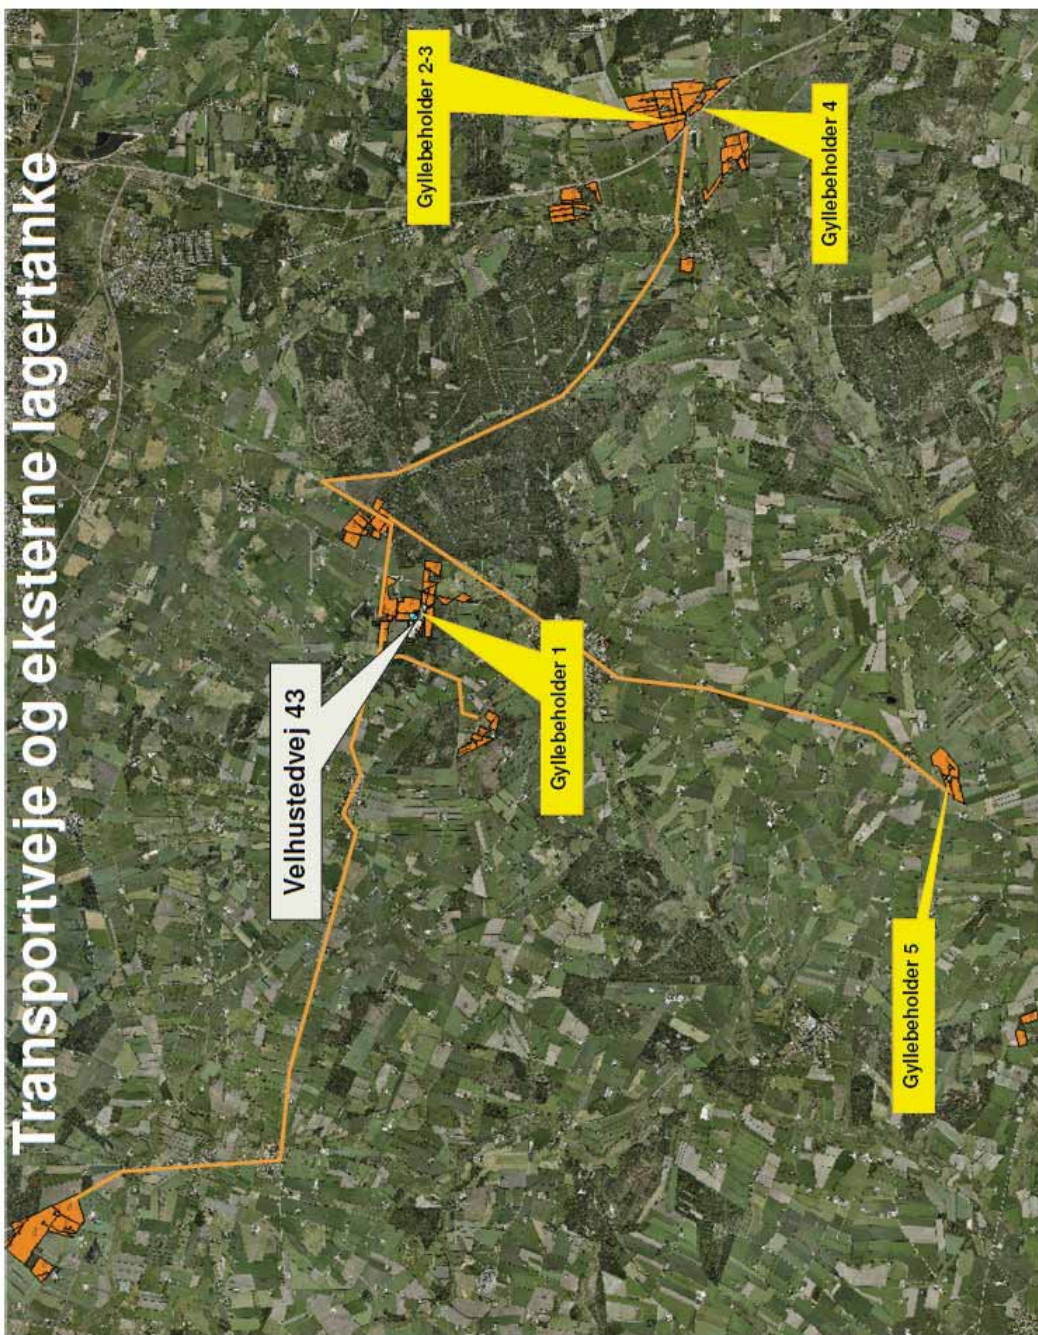 Transportveje og eksterne lagertanke
Velhustedvej 43
Gyllebeholder 2-3
Gyllebeholder 1
Gyllebeholder 4
Gyllebeholder 5